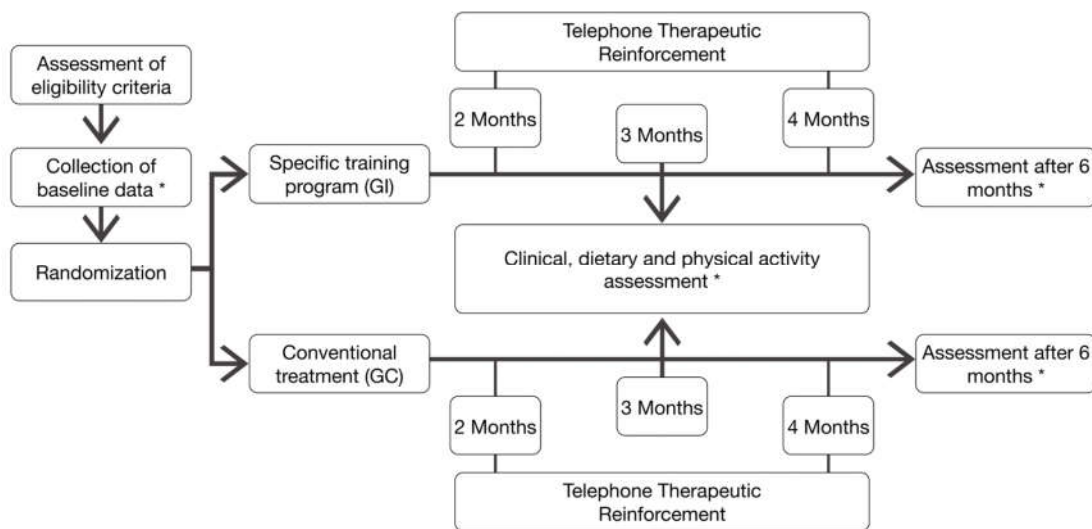 Assessment of
eligibility criteria
Collection of
baseline data *
Randomization
Telephone Therapeutic
Reinforcement
2 Months
3 Months
4 Months
Specific training
program (GI)
Assessment after 6
months *
Clinical, dietary and physical activity
assessment *
Conventional
treatment (GC)
Assessment after 6
months *
2 Months
3 Months
4 Months
Telephone Therapeutic
Reinforcement